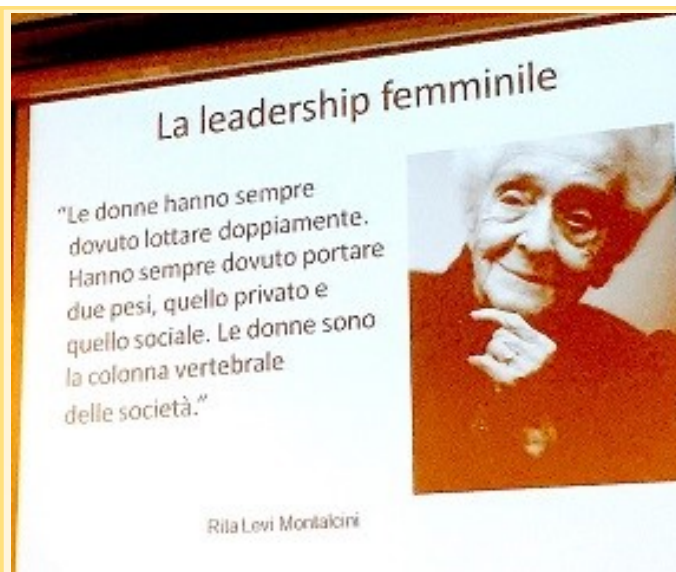 La leadership femminile
“Le donne hanno sempre
dovuto lottare doppiamente.
Hanno sempre dovuto portare
due pesi, quello privato e
quello sociale. Le donne sono
la colonna vertebrale
delle società.”
Rita Levi Montalcini